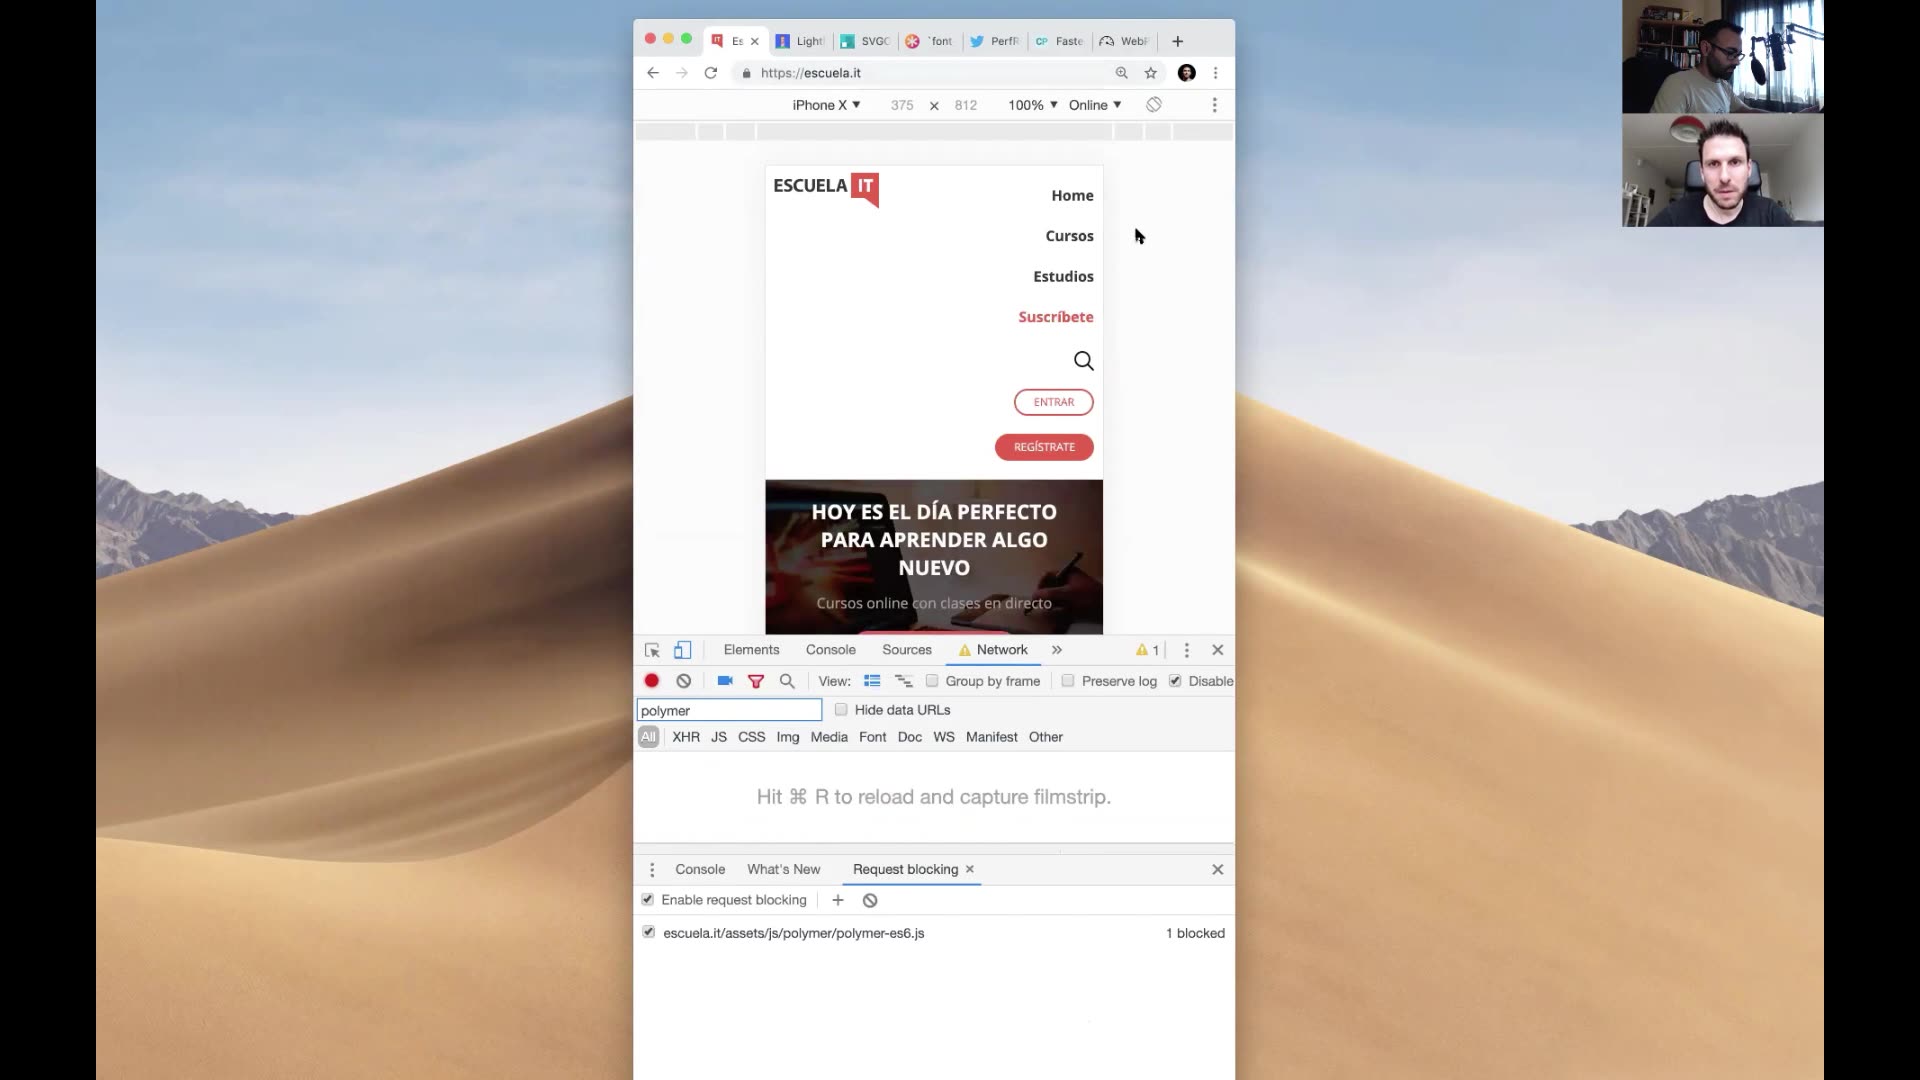 Es
Light
SVGO
`font
PerfR
Faste
WebP
https://escuela.it
iPhone X ▼ 375 × 812 100% ▼ Online ▼
ESCUELA IT
Home
Cursos
Estudios
Suscríbete
ENTRAR
REGÍSTRATE
HOY ES EL DÍA PERFECTO
PARA APRENDER ALGO
NUEVO
Cursos online con clases en directo
Elements Console Sources Network » 1
View: Group by frame Preserve log Disable
polymer Hide data URLs
All XHR JS CSS Img Media Font Doc WS Manifest Other
Hit ⌘ R to reload and capture filmstrip.
Console What's New Request blocking ×
Enable request blocking +
escuela.it/assets/js/polymer/polymer-es6.js 1 blocked